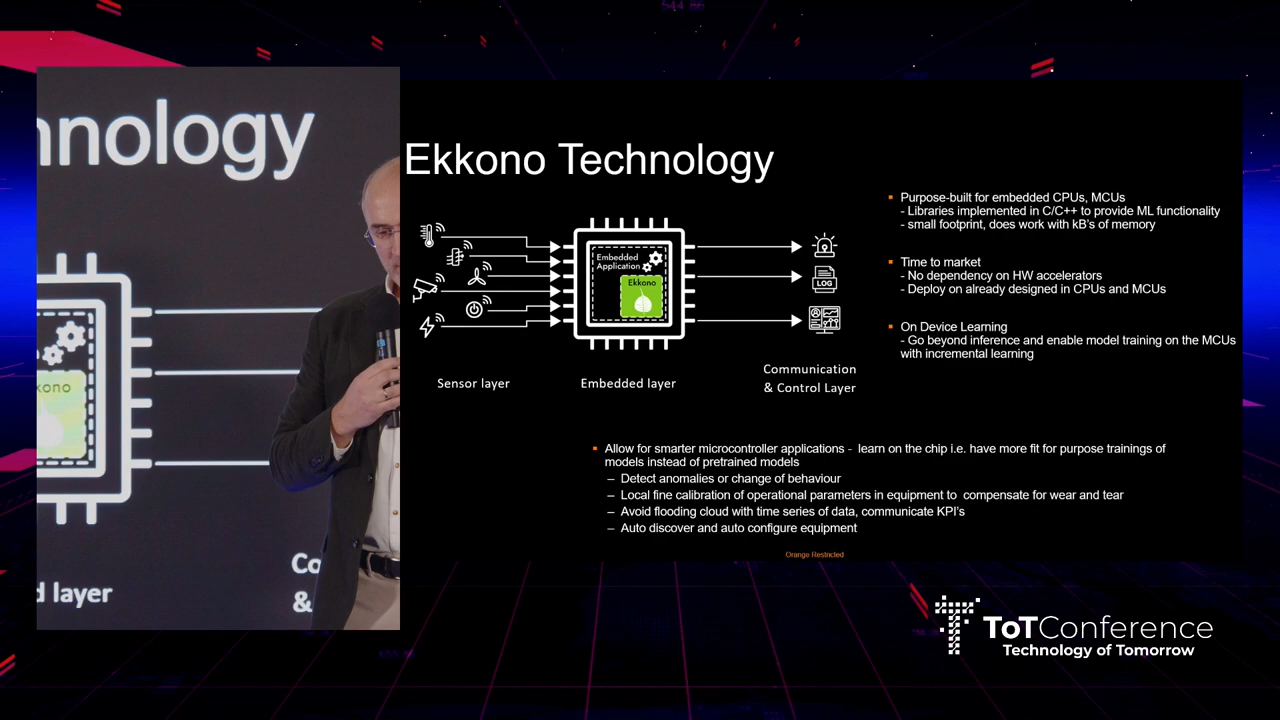 hnology
kono
d layer
Co
&
Ekkono Technology
Embedded
Application
Ekkono
LOG
Sensor layer
Embedded layer
Communication
& Control Layer
Purpose-built for embedded CPUs, MCUs
- Libraries implemented in C/C++ to provide ML functionality
- small footprint, does work with kB's of memory
Time to market
- No dependency on HW accelerators
- Deploy on already designed in CPUs and MCUs
On Device Learning
- Go beyond inference and enable model training on the MCUs
with incremental learning
Allow for smarter microcontroller applications - learn on the chip i.e. have more fit for purpose trainings of
models instead of pretrained models
– Detect anomalies or change of behaviour
– Local fine calibration of operational parameters in equipment to compensate for wear and tear
– Avoid flooding cloud with time series of data, communicate KPI's
– Auto discover and auto configure equipment
Orange Restricted
ToTConference
Technology of Tomorrow